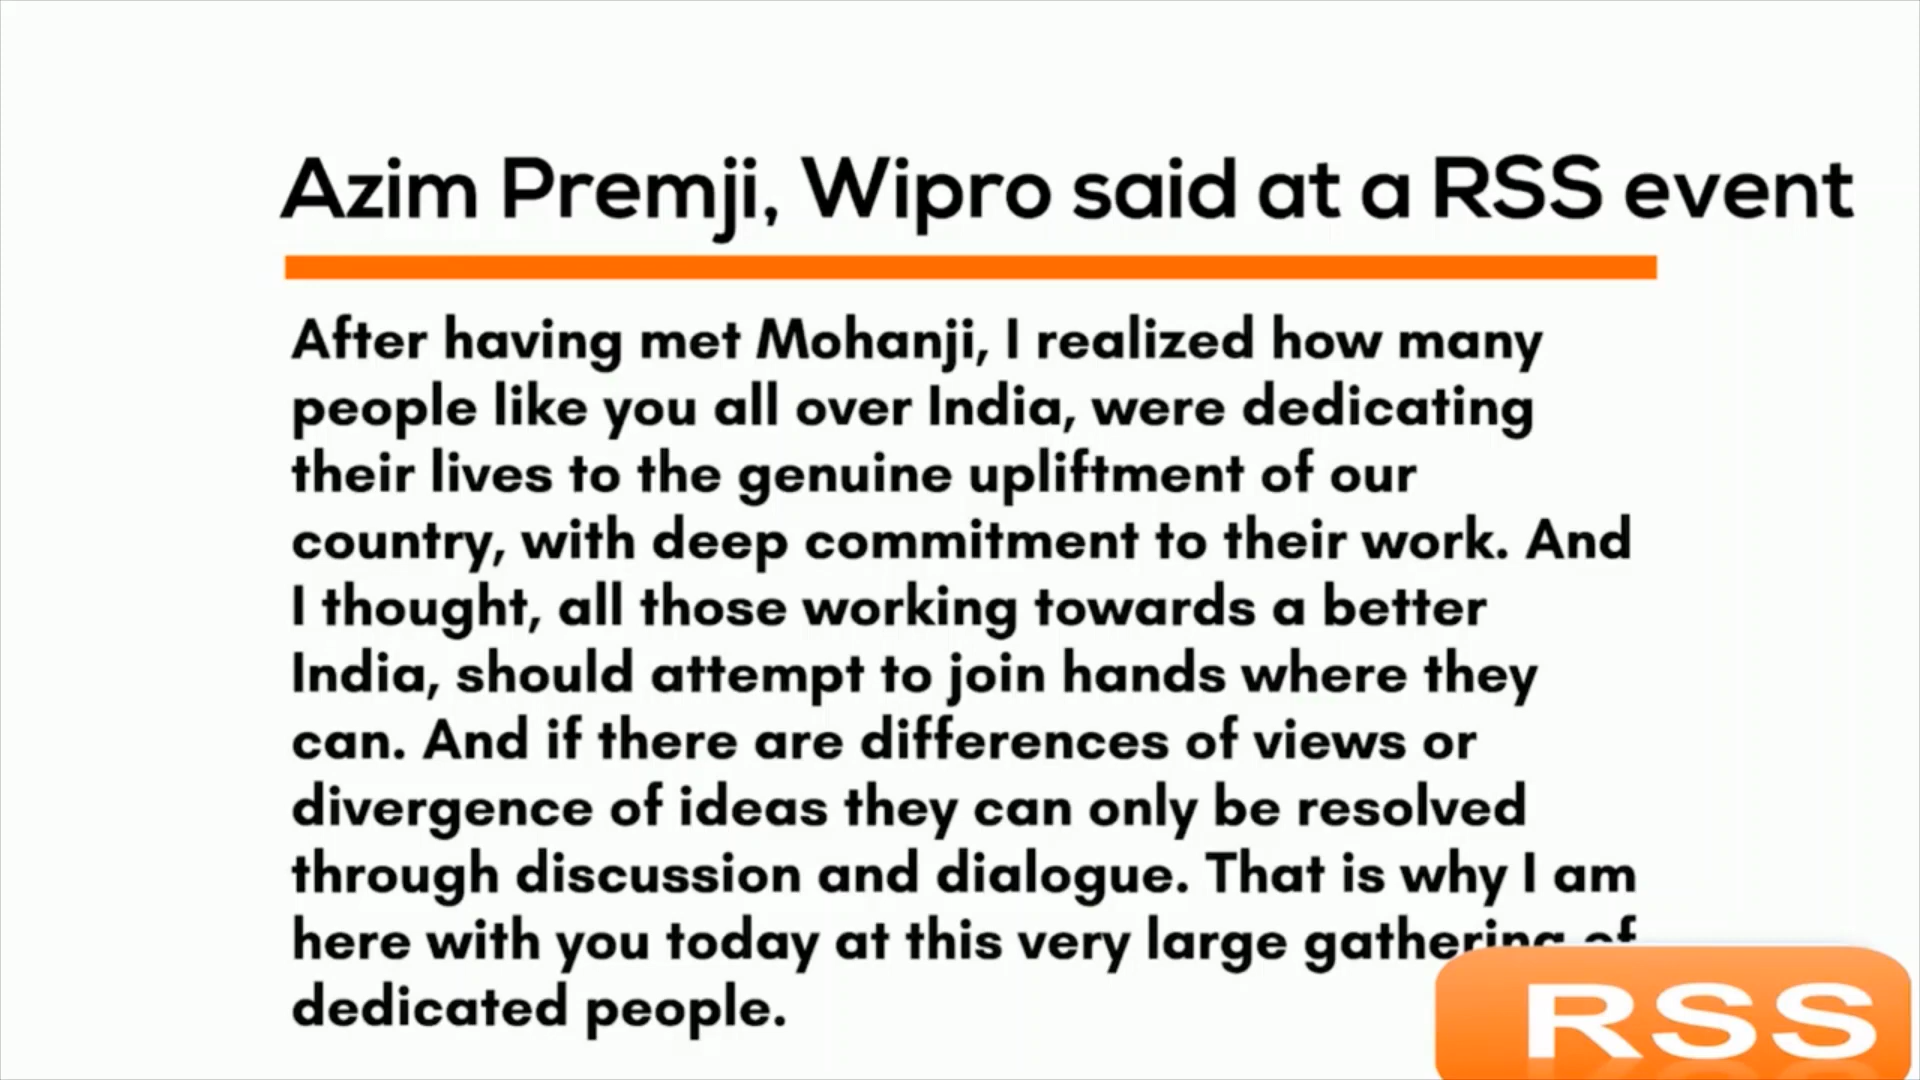 Azim Premji, Wipro said at a RSS event
After having met Mohanji, I realized how many
people like you all over India, were dedicating
their lives to the genuine upliftment of our
country, with deep commitment to their work. And
I thought, all those working towards a better
India, should attempt to join hands where they
can. And if there are differences of views or
divergence of ideas they can only be resolved
through discussion and dialogue. That is why I am
here with you today at this very large gathering of
dedicated people.
RSS